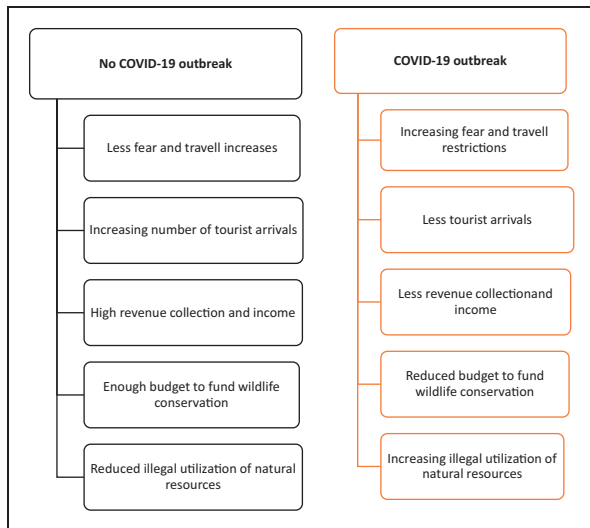 No COVID-19 outbreak
Less fear and travell increases
Increasing number of tourist arrivals
High revenue collection and income
Enough budget to fund wildlife
conservation
Reduced illegal utilization of natural
resources
COVID-19 outbreak
Increasing fear and travell
restrictions
Less tourist arrivals
Less revenue collectionand
income
Reduced budget to fund
wildlife conservation
Increasing illegal utilization of
natural resources